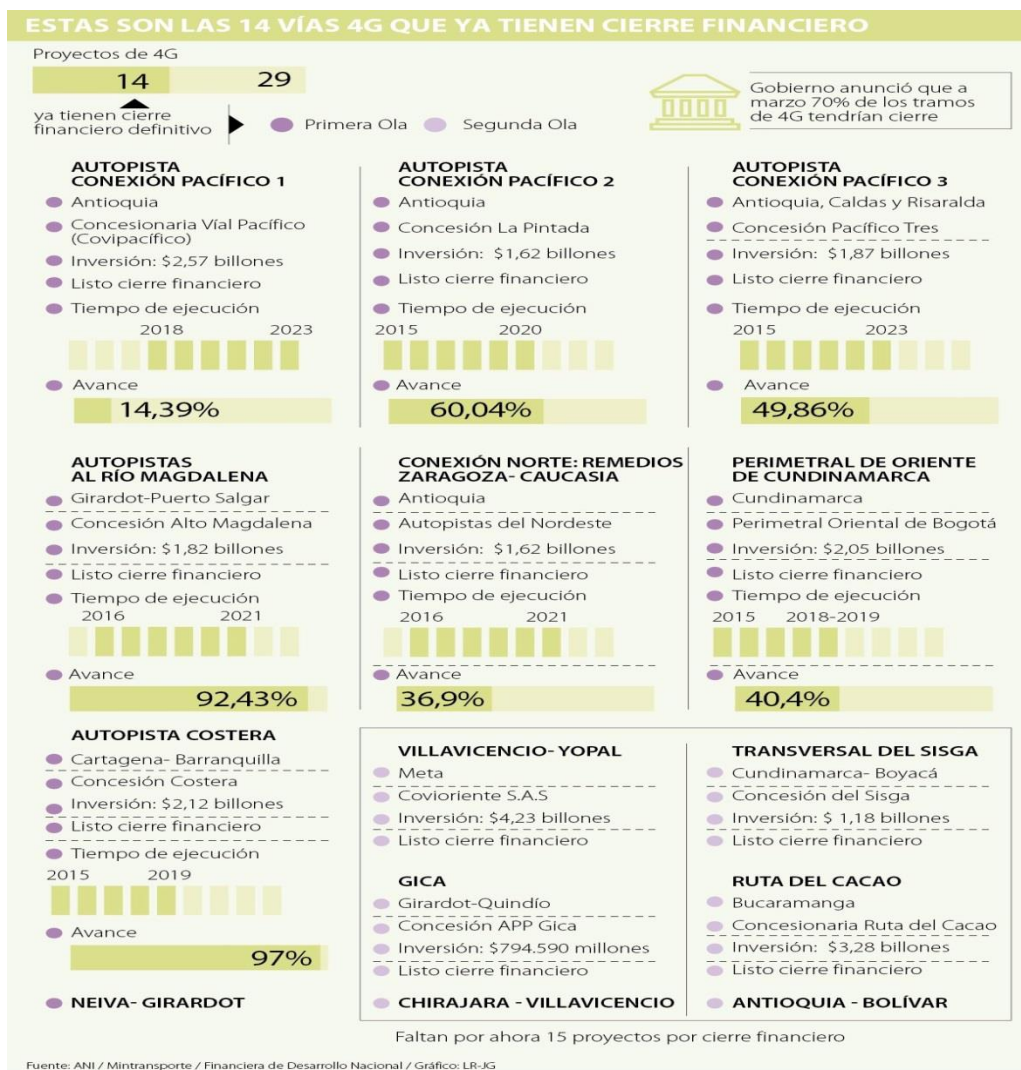 ESTAS SON LAS 14 VÍAS 4G QUE YA TIENEN CIERRE FINANCIERO
Proyectos de 4G
14 29
ya tienen cierre
financiero definitivo
Primera Ola Segunda Ola
Gobierno anunció que a
marzo 70% de los tramos
de 4G tendrían cierre
AUTOPISTA
CONEXIÓN PACÍFICO 1
Antioquia
Concesionaria Víal Pacífico
(Covipacífico)
Inversión: $2,57 billones
Listo cierre financiero
Tiempo de ejecución
2018 2023
Avance
14,39%
AUTOPISTA
CONEXIÓN PACÍFICO 2
Antioquia
Concesión La Pintada
Inversión: $1,62 billones
Listo cierre financiero
Tiempo de ejecución
2015 2020
Avance
60,04%
AUTOPISTA
CONEXIÓN PACÍFICO 3
Antioquia, Caldas y Risaralda
Concesión Pacífico Tres
Inversión: $1,87 billones
Listo cierre financiero
Tiempo de ejecución
2015 2023
Avance
49,86%
AUTOPISTAS
AL RÍO MAGDALENA
Girardot-Puerto Salgar
Concesión Alto Magdalena
Inversión: $1,82 billones
Listo cierre financiero
Tiempo de ejecución
2016 2021
Avance
92,43%
CONEXIÓN NORTE: REMEDIOS
ZARAGOZA- CAUCASIA
Antioquia
Autopistas del Nordeste
Inversión: $1,62 billones
Listo cierre financiero
Tiempo de ejecución
2016 2021
Avance
36,9%
PERIMETRAL DE ORIENTE
DE CUNDINAMARCA
Cundinamarca
Perimetral Oriental de Bogotá
Inversión: $2,05 billones
Listo cierre financiero
Tiempo de ejecución
2015 2018-2019
Avance
40,4%
AUTOPISTA COSTERA
Cartagena- Barranquilla
Concesión Costera
Inversión: $2,12 billones
Listo cierre financiero
Tiempo de ejecución
2015 2019
Avance
97%
NEIVA- GIRARDOT
VILLAVICENCIO- YOPAL
Meta
Covioriente S.A.S
Inversión: $4,23 billones
Listo cierre financiero
TRANSVERSAL DEL SISGA
Cundinamarca- Boyacá
Concesión del Sisga
Inversión: $ 1,18 billones
Listo cierre financiero
GICA
Girardot-Quindío
Concesión APP Gica
Inversión: $794.590 millones
Listo cierre financiero
RUTA DEL CACAO
Bucaramanga
Concesionaria Ruta del Cacao
Inversión: $3,28 billones
Listo cierre financiero
CHIRAJARA - VILLAVICENCIO
ANTIOQUIA - BOLÍVAR
Faltan por ahora 15 proyectos por cierre financiero
Fuente: ANI / Mintransporte / Financiera de Desarrollo Nacional / Gráfico: LR-JG